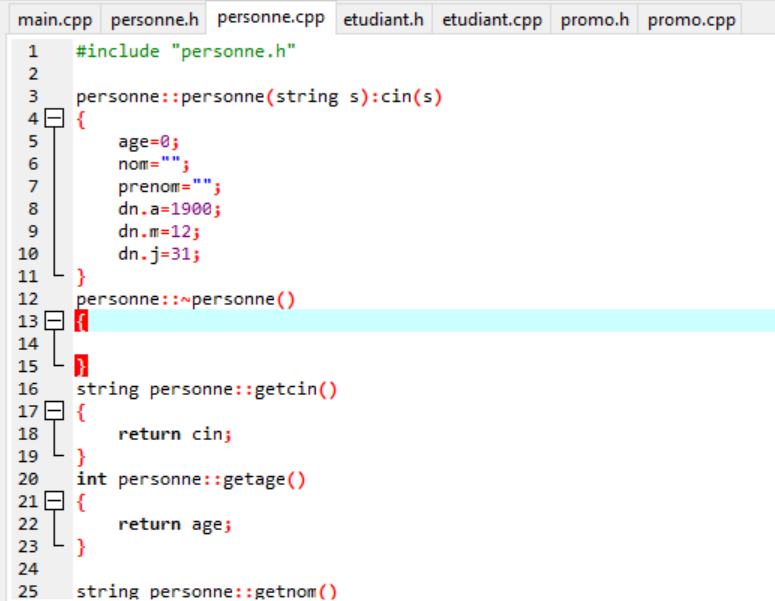 main.cpp personne.h personne.cpp etudiant.h etudiant.cpp promo.h promo.cpp
1 #include "personne.h"
2
3 personne::personne(string s):cin(s)
4 {
5 age=0;
6 nom="";
7 prenom="";
8 dn.a=1900;
9 dn.m=12;
10 dn.j=31;
11 }
12 personne::~personne()
13 {
14
15 }
16 string personne::getcin()
17 {
18 return cin;
19 }
20 int personne::getage()
21 {
22 return age;
23 }
24
25 string personne::getnom()